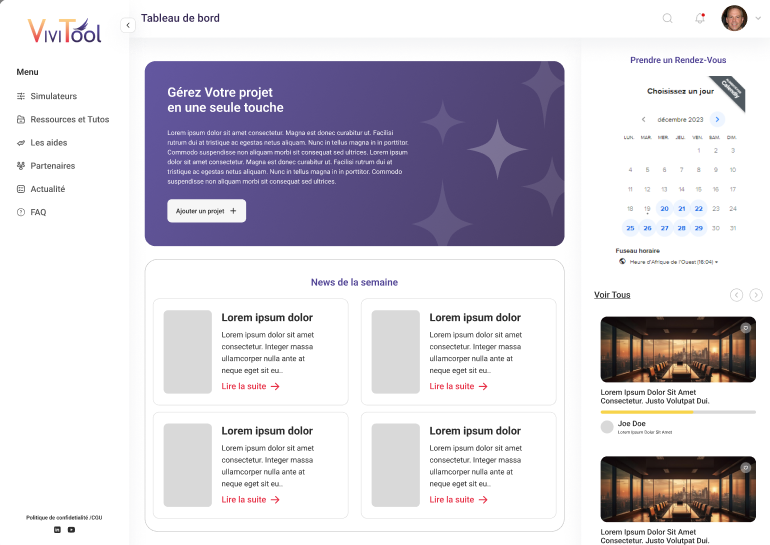 ViviTool
Tableau de bord
Menu
Simulateurs
Ressources et Tutos
Les aides
Partenaires
Actualité
FAQ
Politique de confidentialité /CGU
Gérez Votre projet
en une seule touche
Lorem ipsum dolor sit amet consectetur. Magna est donec curabitur ut. Facilisi
rutrum dui at tristique ac egestas netus aliquam. Nunc in tellus magna in in porttitor.
Commodo suspendisse non aliquam morbi sit consequat sed ultrices. Lorem ipsum
dolor sit amet consectetur. Magna est donec curabitur ut. Facilisi rutrum dui at
tristique ac egestas netus aliquam. Nunc in tellus magna in in porttitor. Commodo
suspendisse non aliquam morbi sit consequat sed ultrices.
Ajouter un projet +
News de la semaine
Lorem ipsum dolor
Lorem ipsum dolor sit amet
consectetur. Integer massa
ullamcorper nulla ante at
neque eget sit eu..
Lire la suite
Lorem ipsum dolor
Lorem ipsum dolor sit amet
consectetur. Integer massa
ullamcorper nulla ante at
neque eget sit eu..
Lire la suite
Lorem ipsum dolor
Lorem ipsum dolor sit amet
consectetur. Integer massa
ullamcorper nulla ante at
neque eget sit eu..
Lire la suite
Lorem ipsum dolor
Lorem ipsum dolor sit amet
consectetur. Integer massa
ullamcorper nulla ante at
neque eget sit eu..
Lire la suite
Prendre un Rendez-Vous
Calendly
Choisissez un jour
décembre 2023
LUN. MAR. MER. JEU. VEN. SAM. DIM.
1 2 3
4 5 6 7 8 9 10
11 12 13 14 15 16 17
18 19 20 21 22 23 24
25 26 27 28 29 30 31
Fuseau horaire
Heure d'Afrique de l'Ouest (16:04)
Voir Tous
Lorem Ipsum Dolor Sit Amet
Consectetur. Justo Volutpat Dui.
Joe Doe
Lorem Ipsum Dolor Sit Amet
Lorem Ipsum Dolor Sit Amet
Consectetur. Justo Volutpat Dui.